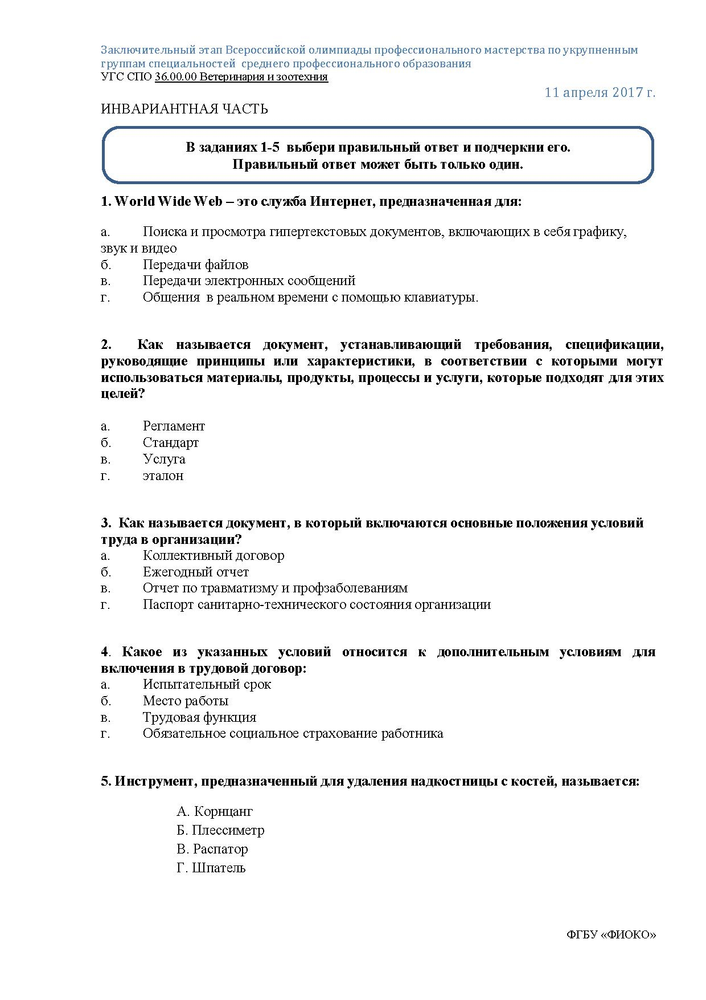 Заключительный этап Всероссийской олимпиады профессионального мастерства по укрупненным
группам специальностей среднего профессионального образования
УГС СПО 36.00.00 Ветеринария и зоотехния
11 апреля 2017 г.
ИНВАРИАНТНАЯ ЧАСТЬ
В заданиях 1-5 выбери правильный ответ и подчеркни его.
Правильный ответ может быть только один.
1. World Wide Web – это служба Интернет, предназначенная для:
а. Поиска и просмотра гипертекстовых документов, включающих в себя графику,
звук и видео
б. Передачи файлов
в. Передачи электронных сообщений
г. Общения в реальном времени с помощью клавиатуры.
2. Как называется документ, устанавливающий требования, спецификации,
руководящие принципы или характеристики, в соответствии с которыми могут
использоваться материалы, продукты, процессы и услуги, которые подходят для этих
целей?
а. Регламент
б. Стандарт
в. Услуга
г. эталон
3. Как называется документ, в который включаются основные положения условий
труда в организации?
а. Коллективный договор
б. Ежегодный отчет
в. Отчет по травматизму и профзаболеваниям
г. Паспорт санитарно-технического состояния организации
4. Какое из указанных условий относится к дополнительным условиям для
включения в трудовой договор:
а. Испытательный срок
б. Место работы
в. Трудовая функция
г. Обязательное социальное страхование работника
5. Инструмент, предназначенный для удаления надкостницы с костей, называется:
А. Корнцанг
Б. Плессиметр
В. Распатор
Г. Шпатель
ФГБУ «ФИОКО»